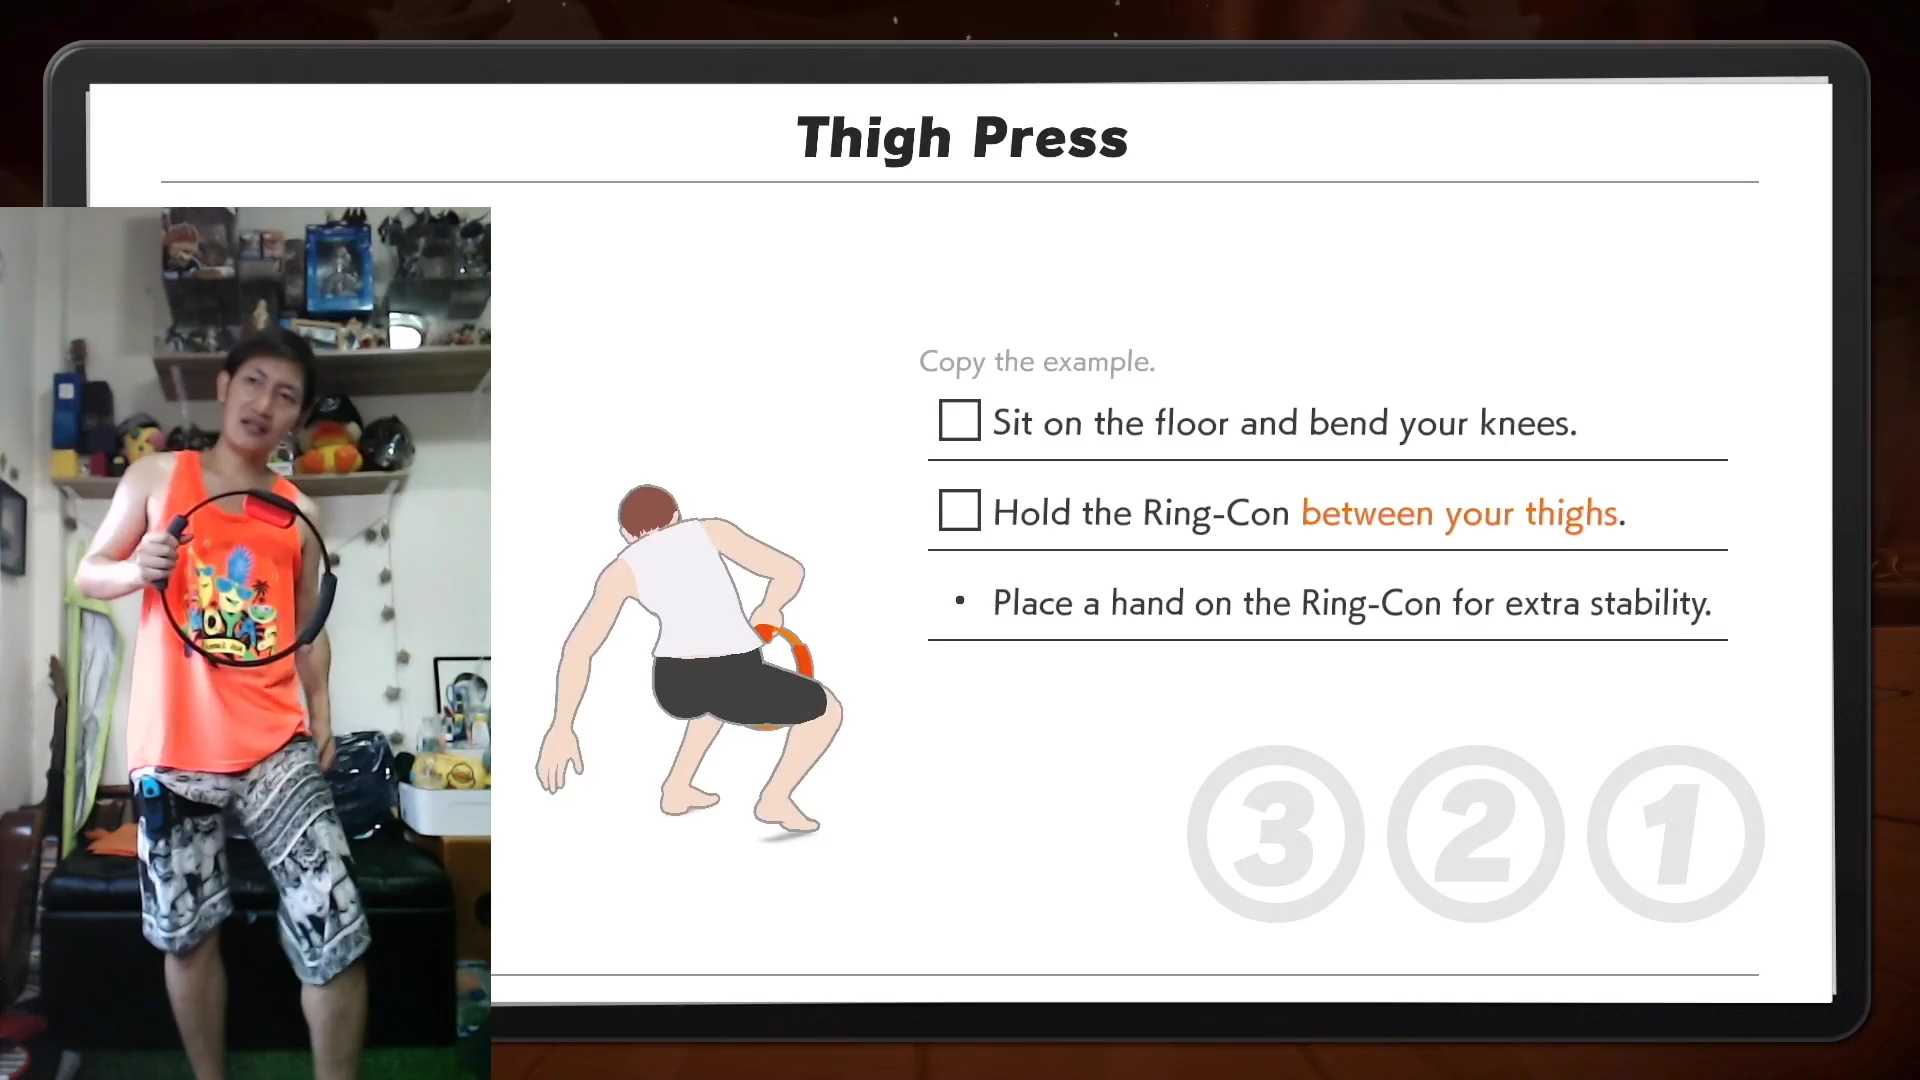 Thigh Press
Copy the example.
Sit on the floor and bend your knees.
Hold the Ring-Con between your thighs.
• Place a hand on the Ring-Con for extra stability.
3 2 1